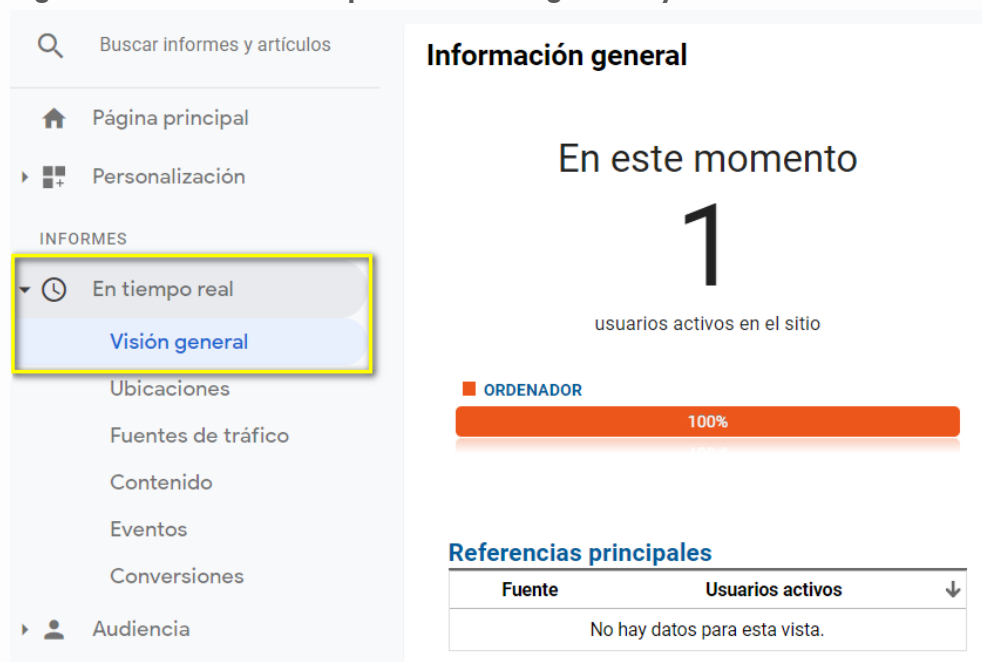 Buscar informes y artículos
Página principal
Personalización
INFORMES
En tiempo real
Visión general
Ubicaciones
Fuentes de tráfico
Contenido
Eventos
Conversiones
Audiencia
Información general
En este momento
1
usuarios activos en el sitio
ORDENADOR
100%
Referencias principales
Fuente Usuarios activos
No hay datos para esta vista.